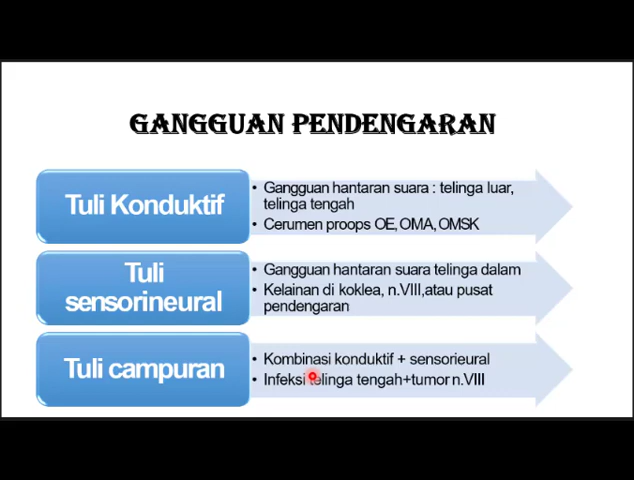 GANGGUAN PENDENGARAN
Tuli Konduktif
• Gangguan hantaran suara : telinga luar,
telinga tengah
• Cerumen proops OE, OMA, OMSK
Tuli
sensorineural
• Gangguan hantaran suara telinga dalam
• Kelainan di koklea, n.VIII,atau pusat
pendengaran
Tuli campuran
• Kombinasi konduktif + sensorieural
• Infeksi telinga tengah+tumor n.VIII